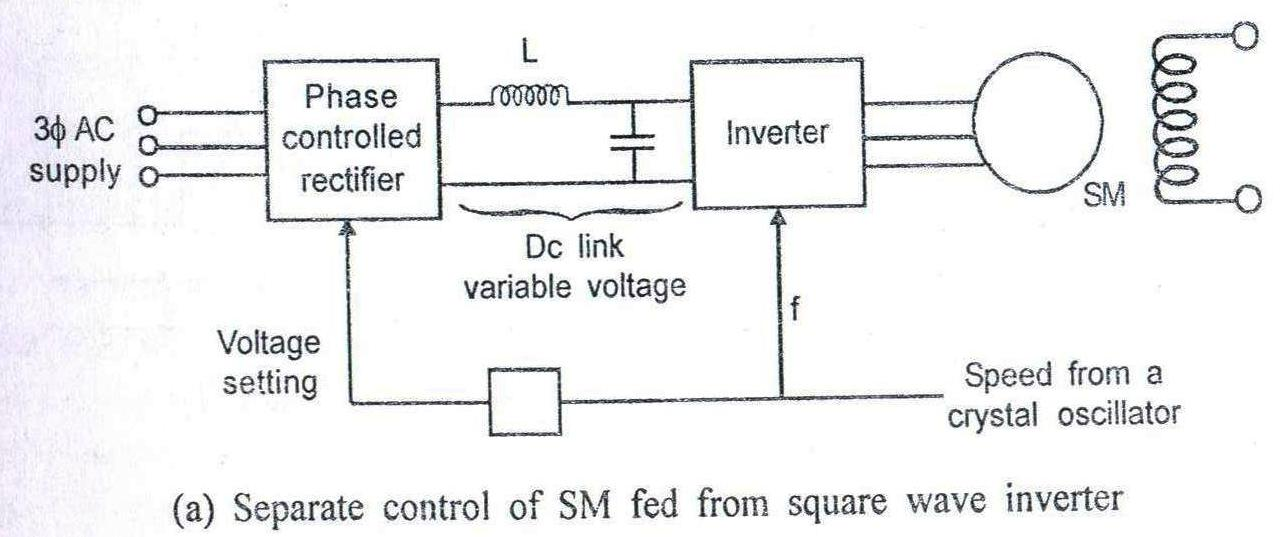 L
Phase
controlled
rectifier
3ϕ AC
supply
Inverter
SM
Dc link
variable voltage
f
Voltage
setting
Speed from a
crystal oscillator
(a) Separate control of SM fed from square wave inverter